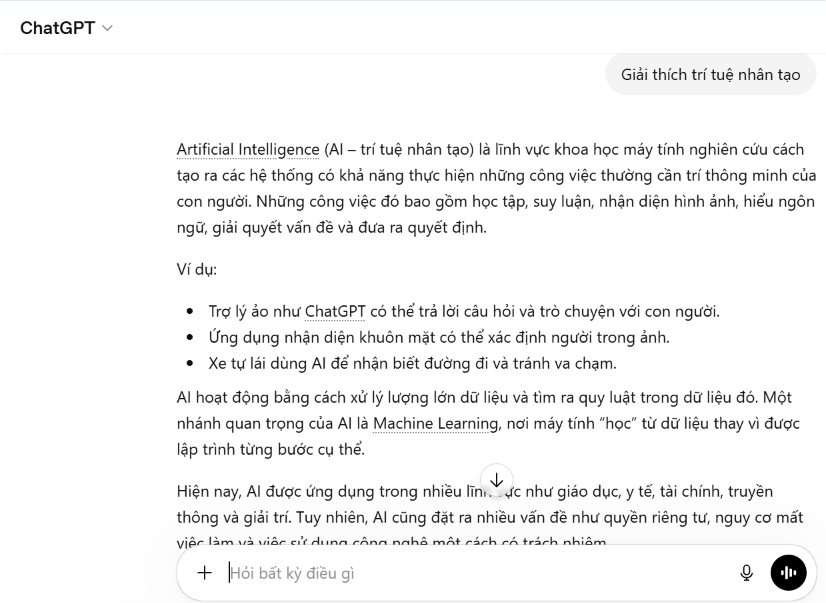 ChatGPT
Giải thích trí tuệ nhân tạo
Artificial Intelligence (AI – trí tuệ nhân tạo) là lĩnh vực khoa học máy tính nghiên cứu cách
tạo ra các hệ thống có khả năng thực hiện những công việc thường cần trí thông minh của
con người. Những công việc đó bao gồm học tập, suy luận, nhận diện hình ảnh, hiểu ngôn
ngữ, giải quyết vấn đề và đưa ra quyết định.
Ví dụ:
• Trợ lý ảo như ChatGPT có thể trả lời câu hỏi và trò chuyện với con người.
• Ứng dụng nhận diện khuôn mặt có thể xác định người trong ảnh.
• Xe tự lái dùng AI để nhận biết đường đi và tránh va chạm.
AI hoạt động bằng cách xử lý lượng lớn dữ liệu và tìm ra quy luật trong dữ liệu đó. Một
nhánh quan trọng của AI là Machine Learning, nơi máy tính “học” từ dữ liệu thay vì được
lập trình từng bước cụ thể.
Hiện nay, AI được ứng dụng trong nhiều lĩnh vực như giáo dục, y tế, tài chính, truyền
thông và giải trí. Tuy nhiên, AI cũng đặt ra nhiều vấn đề như quyền riêng tư, nguy cơ mất
việc làm và việc sử dụng công nghệ một cách có trách nhiệm.
Hỏi bất kỳ điều gì